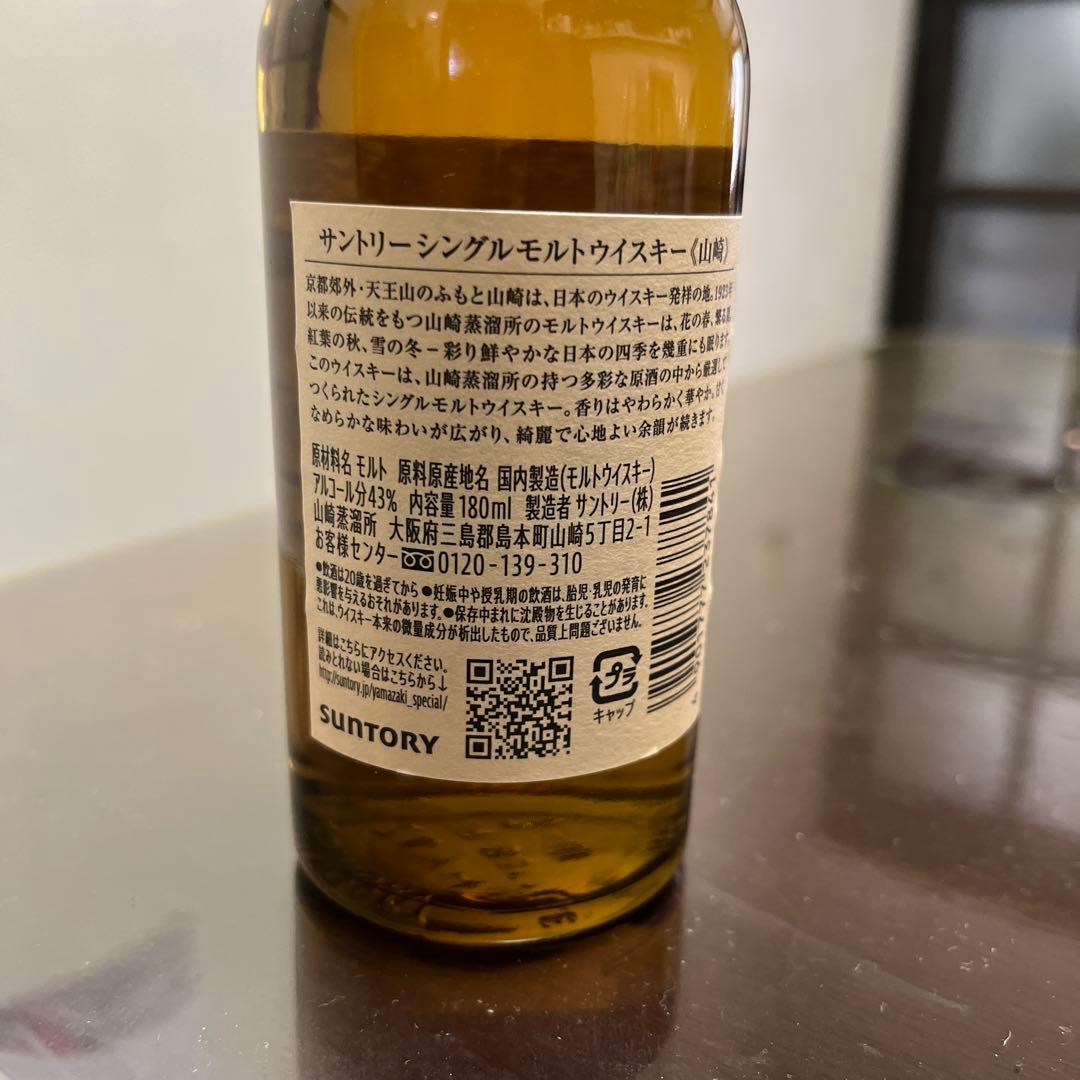 サントリーシングルモルトウイスキー《山崎》
京都郊外・天王山のふもと山崎は、日本のウイスキー発祥の地。1923年
以来の伝統をもつ山崎蒸溜所のモルトウイスキーは、花の春、繁る夏、
紅葉の秋、雪の冬−彩り鮮やかな日本の四季を幾重にも眠ります。
このウイスキーは、山崎蒸溜所の持つ多彩な原酒の中から厳選して
つくられたシングルモルトウイスキー。香りはやわらかく華やか。甘く
なめらかな味わいが広がり、綺麗で心地よい余韻が続きます。
原材料名 モルト 原料原産地名 国内製造(モルトウイスキー)
アルコール分43% 内容量180ml 製造者 サントリー(株)
山崎蒸溜所 大阪府三島郡島本町山崎5丁目2-1
お客様センター 0120-139-310
●飲酒は20歳を過ぎてから ●妊娠中や授乳期の飲酒は、胎児・乳児の発育に
悪影響を与えるおそれがあります。●保存中まれに沈殿物を生じることがあります。
これは、ウイスキー本来の微量成分が析出したもので、品質上問題ございません。
詳細はこちらにアクセスください。
読みとれない場合はこちらから↓
http://suntory.jp/yamazaki_special/
SUNTORY
プラ
キャップ